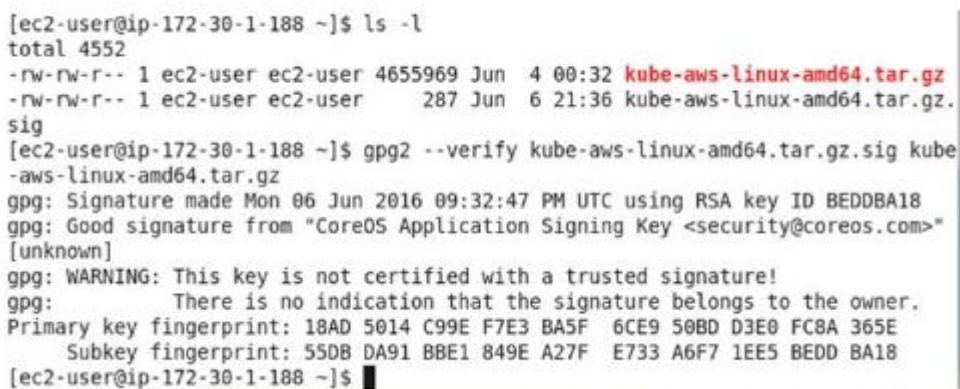 [ec2-user@ip-172-30-1-188 ~]$ ls -l
total 4552
-rw-rw-r-- 1 ec2-user ec2-user 4655969 Jun  4 00:32 kube-aws-linux-amd64.tar.gz
-rw-rw-r-- 1 ec2-user ec2-user     287 Jun  6 21:36 kube-aws-linux-amd64.tar.gz.
sig
[ec2-user@ip-172-30-1-188 ~]$ gpg2 --verify kube-aws-linux-amd64.tar.gz.sig kube
-aws-linux-amd64.tar.gz
gpg: Signature made Mon 06 Jun 2016 09:32:47 PM UTC using RSA key ID BEDDBA18
gpg: Good signature from "CoreOS Application Signing Key <security@coreos.com>"
[unknown]
gpg: WARNING: This key is not certified with a trusted signature!
gpg:          There is no indication that the signature belongs to the owner.
Primary key fingerprint: 18AD 5014 C99E F7E3 BA5F  6CE9 50BD D3E0 FC8A 365E
     Subkey fingerprint: 55DB DA91 BBE1 849E A27F  E733 A6F7 1EE5 BEDD BA18
[ec2-user@ip-172-30-1-188 ~]$